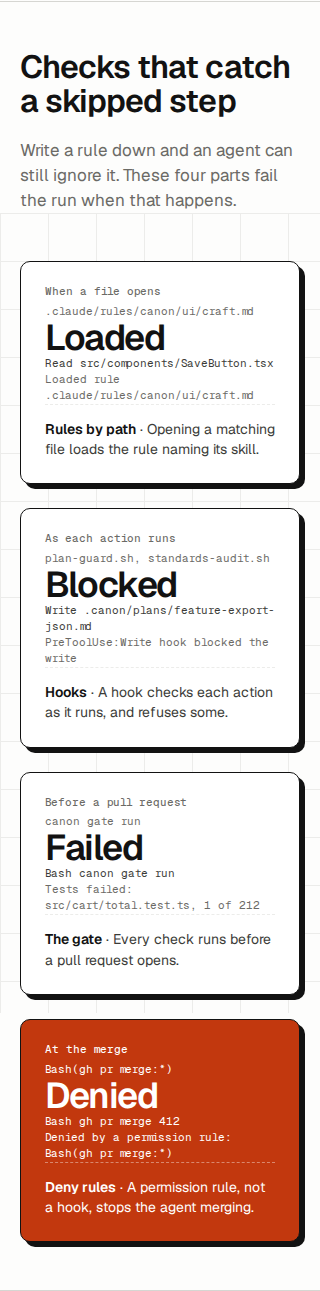 Checks that catch
a skipped step
Write a rule down and an agent can
still ignore it. These four parts fail
the run when that happens.
When a file opens
.claude/rules/canon/ui/craft.md
Loaded
Read src/components/SaveButton.tsx
Loaded rule
.claude/rules/canon/ui/craft.md
Rules by path · Opening a matching
file loads the rule naming its skill.
As each action runs
plan-guard.sh, standards-audit.sh
Blocked
Write .canon/plans/feature-export-
json.md
PreToolUse:Write hook blocked the
write
Hooks · A hook checks each action
as it runs, and refuses some.
Before a pull request
canon gate run
Failed
Bash canon gate run
Tests failed:
src/cart/total.test.ts, 1 of 212
The gate · Every check runs before
a pull request opens.
At the merge
Bash(gh pr merge:*)
Denied
Bash gh pr merge 412
Denied by a permission rule:
Bash(gh pr merge:*)
Deny rules · A permission rule, not
a hook, stops the agent merging.